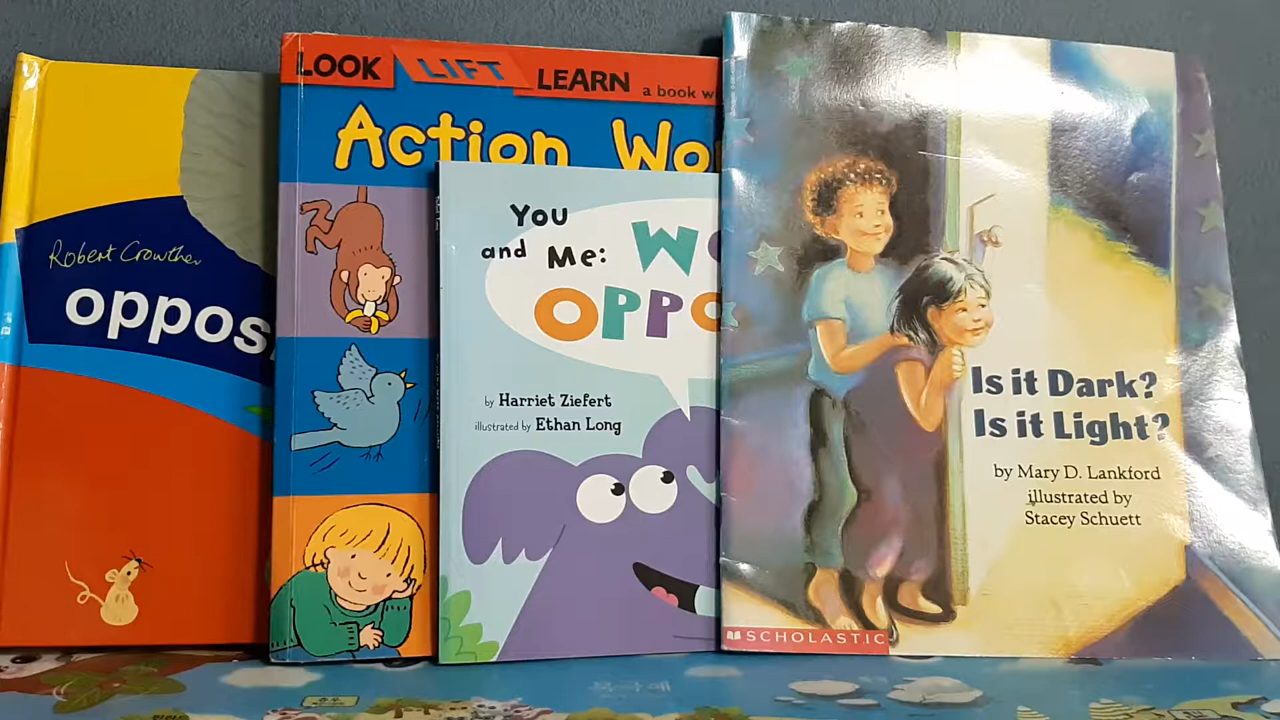 Robert Crowther
oppos
LOOK LIFT LEARN a book w
Action Wo
You
and Me: W
OPPO
by Harriet Ziefert
illustrated by Ethan Long
Is it Dark?
Is it Light?
by Mary D. Lankford
illustrated by
Stacey Schuett
SCHOLASTIC